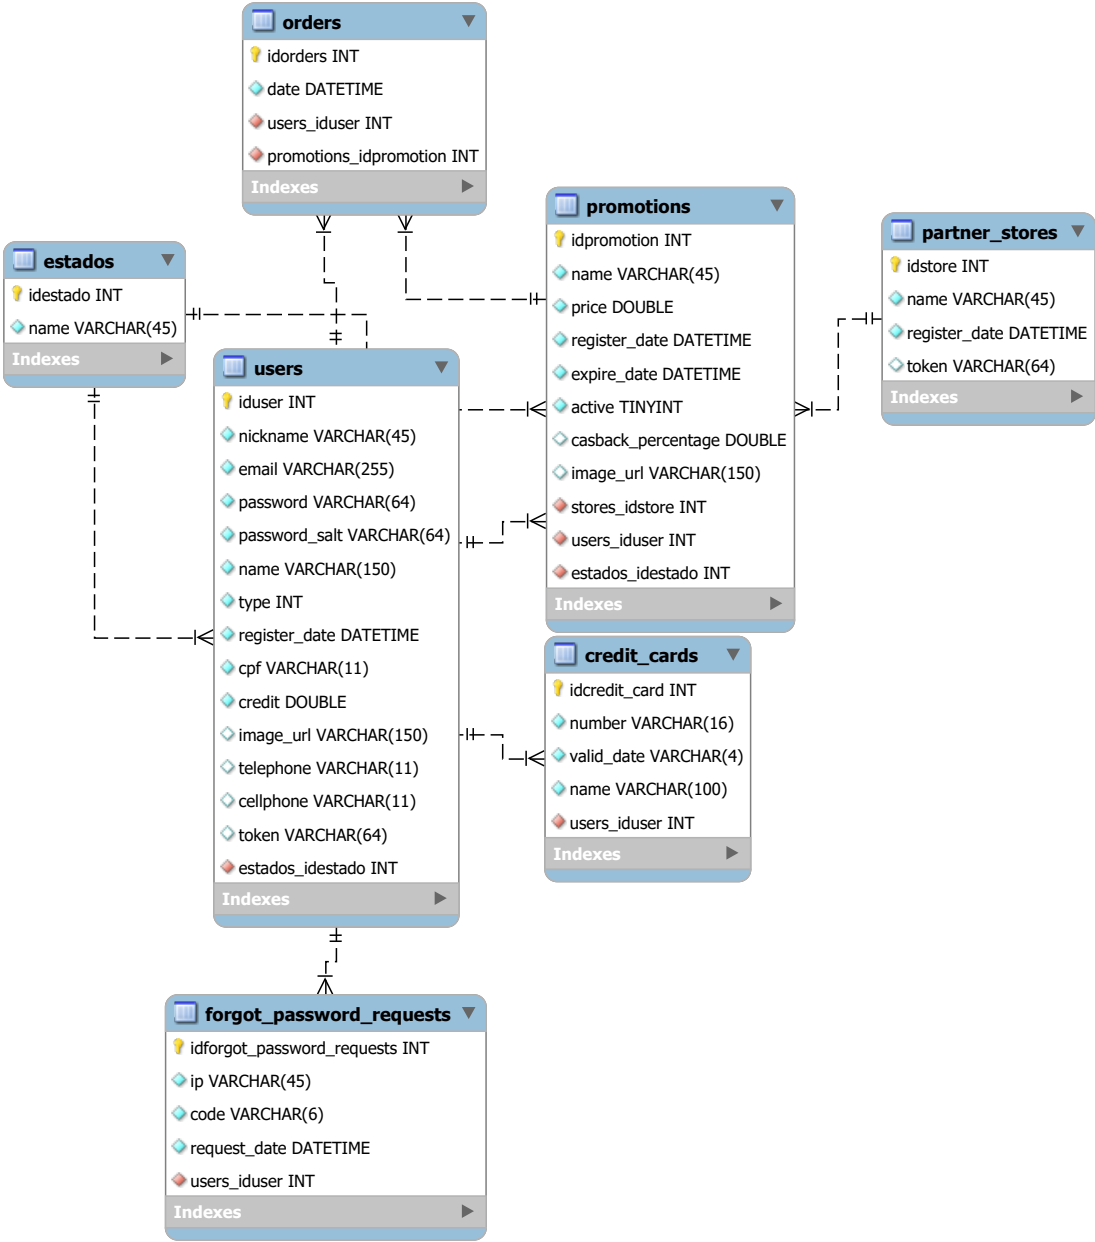 orders
idorders INT
date DATETIME
users_iduser INT
promotions_idpromotion INT
Indexes
estados
idestado INT
name VARCHAR(45)
Indexes
promotions
idpromotion INT
name VARCHAR(45)
price DOUBLE
register_date DATETIME
expire_date DATETIME
active TINYINT
casback_percentage DOUBLE
image_url VARCHAR(150)
stores_idstore INT
users_iduser INT
estados_idestado INT
Indexes
partner_stores
idstore INT
name VARCHAR(45)
register_date DATETIME
token VARCHAR(64)
Indexes
users
iduser INT
nickname VARCHAR(45)
email VARCHAR(255)
password VARCHAR(64)
password_salt VARCHAR(64)
name VARCHAR(150)
type INT
register_date DATETIME
cpf VARCHAR(11)
credit DOUBLE
image_url VARCHAR(150)
telephone VARCHAR(11)
cellphone VARCHAR(11)
token VARCHAR(64)
estados_idestado INT
Indexes
credit_cards
idcredit_card INT
number VARCHAR(16)
valid_date VARCHAR(4)
name VARCHAR(100)
users_iduser INT
Indexes
forgot_password_requests
idforgot_password_requests INT
ip VARCHAR(45)
code VARCHAR(6)
request_date DATETIME
users_iduser INT
Indexes